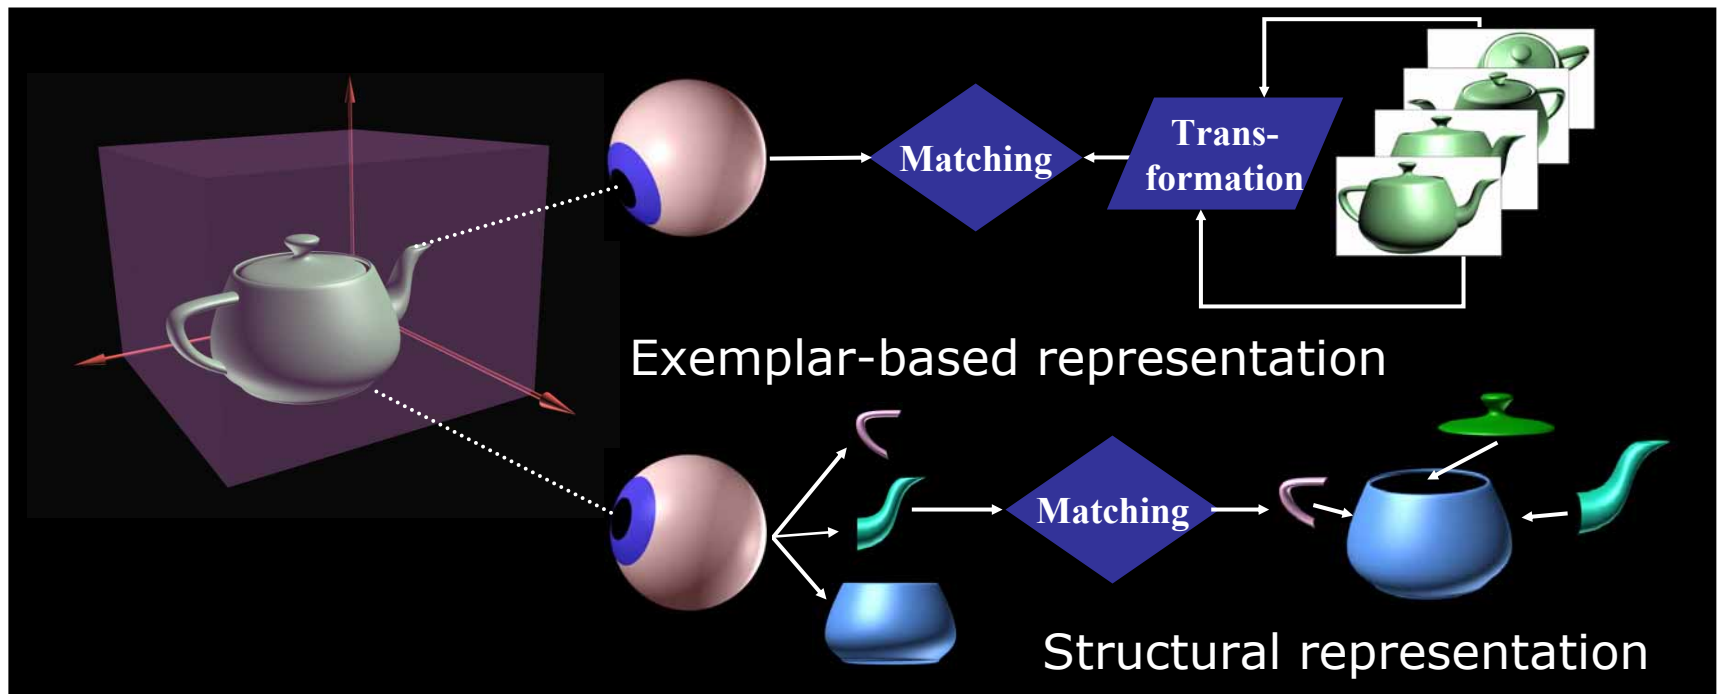 Matching
Trans-
formation
Exemplar-based representation
Matching
Structural representation